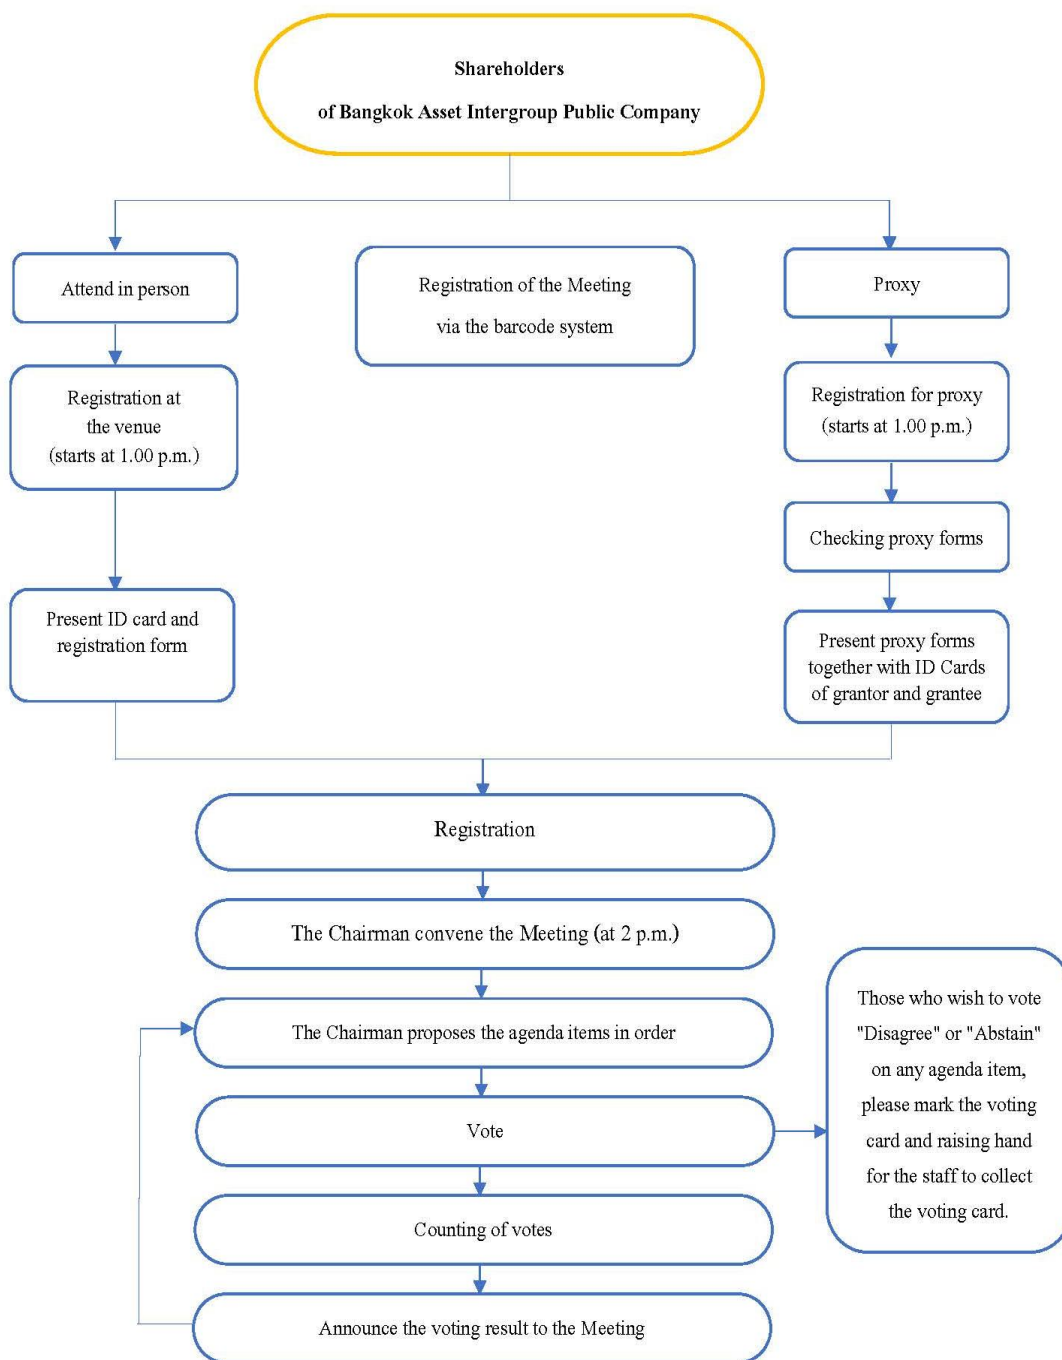 Shareholders
of Bangkok Asset Intergroup Public Company
Attend in person
Registration of the Meeting
via the barcode system
Proxy
Registration at
the venue
(starts at 1.00 p.m.)
Registration for proxy
(starts at 1.00 p.m.)
Checking proxy forms
Present ID card and
registration form
Present proxy forms
together with ID Cards
of grantor and grantee
Registration
The Chairman convene the Meeting (at 2 p.m.)
The Chairman proposes the agenda items in order
Vote
Those who wish to vote
"Disagree" or "Abstain"
on any agenda item,
please mark the voting
card and raising hand
for the staff to collect
the voting card.
Counting of votes
Announce the voting result to the Meeting